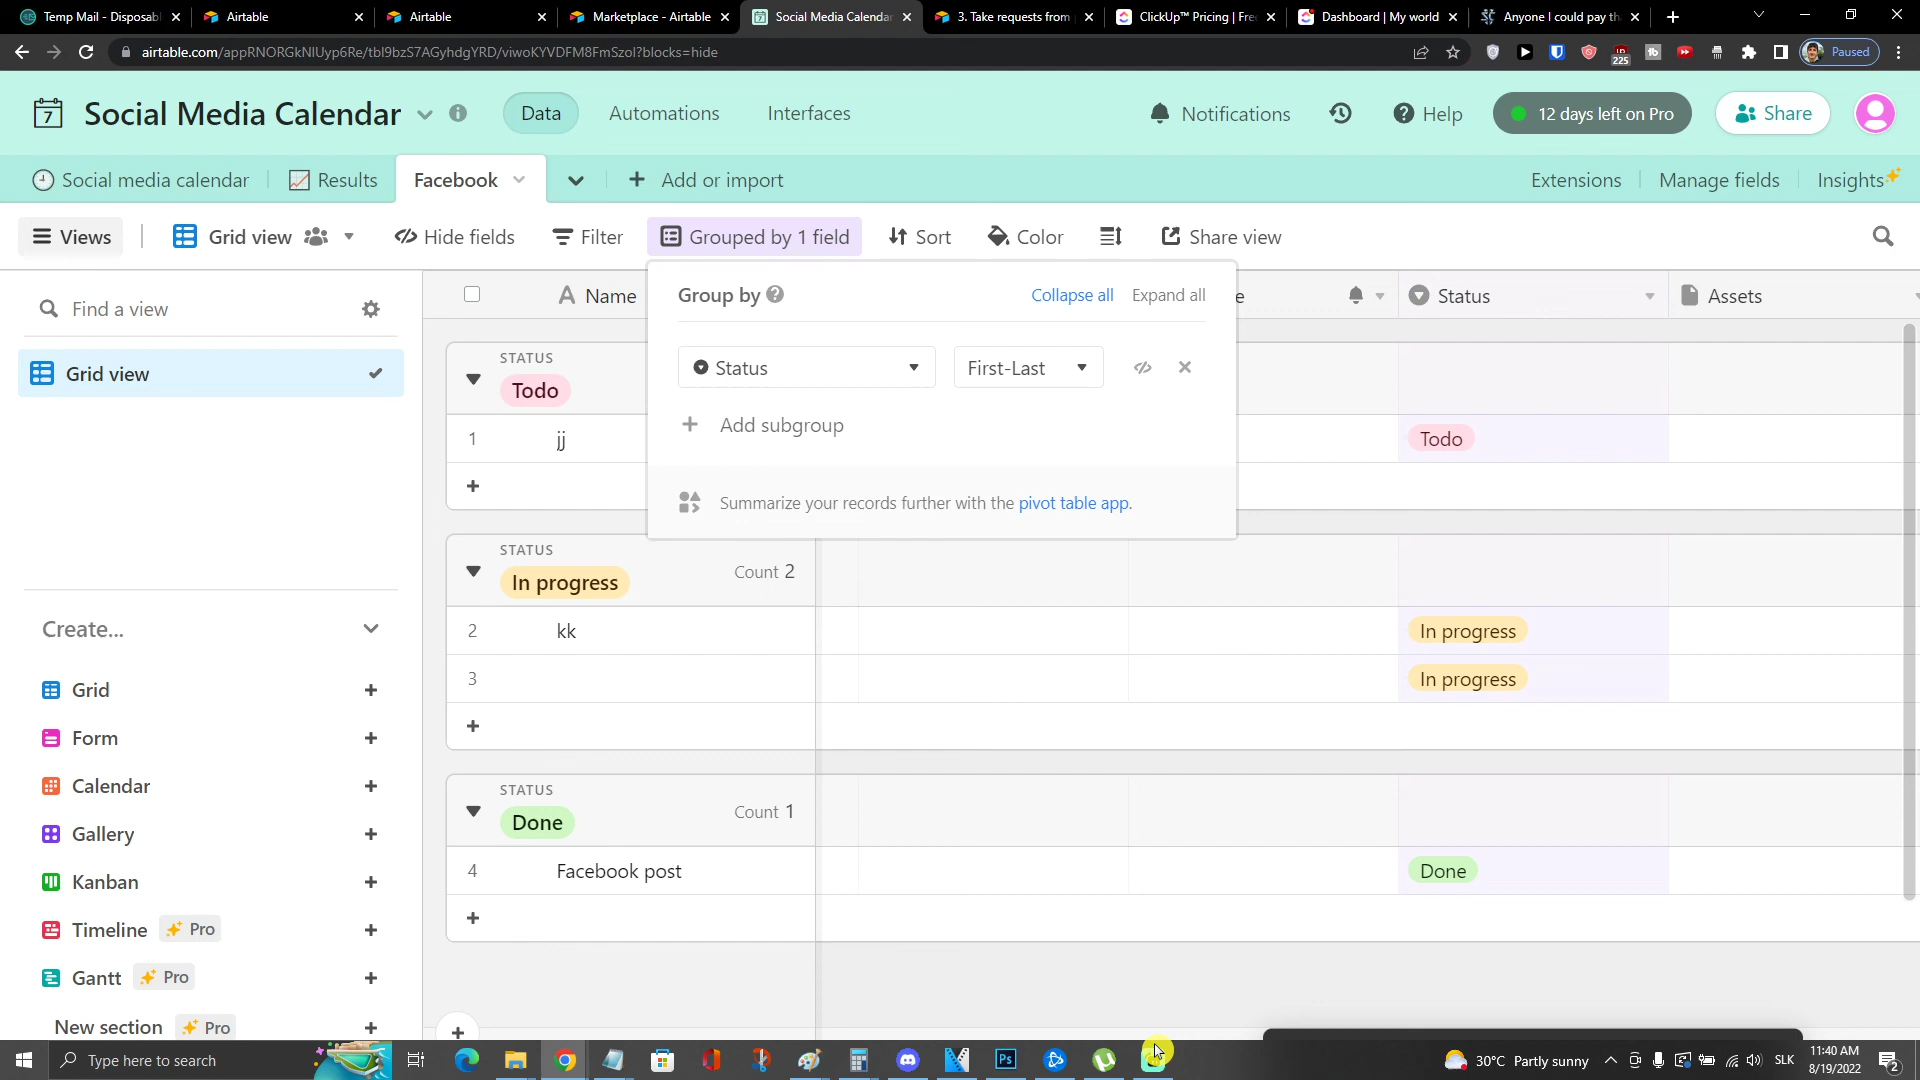 Temp Mail - Disposabl
Airtable
Airtable
Marketplace - Airtable
Social Media Calendar
3. Take requests from
ClickUp™ Pricing | Fre
Dashboard | My world
Anyone I could pay th
airtable.com/appRNORGkNlUyp6Re/tbl9bzS7AGyhdgYRD/viwoKYVDFM8FmSzol?blocks=hide
225
Paused
7
Social Media Calendar
Data
Automations
Interfaces
Notifications
Help
12 days left on Pro
Share
Social media calendar
Results
Facebook
Add or import
Extensions
Manage fields
Insights
Views
Grid view
Hide fields
Filter
Grouped by 1 field
Sort
Color
Share view
Find a view
Grid view
Name
e
Status
Assets
Group by
Collapse all
Expand all
Status
First-Last
Add subgroup
Summarize your records further with the pivot table app.
STATUS
Todo
1
jj
Todo
STATUS
In progress
Count 2
2
kk
In progress
3
In progress
STATUS
Done
Count 1
4
Facebook post
Done
Create...
Grid
Form
Calendar
Gallery
Kanban
Timeline
Pro
Gantt
Pro
New section
Pro
Type here to search
Ps
30°C Partly sunny
SLK
11:40 AM
8/19/2022
2